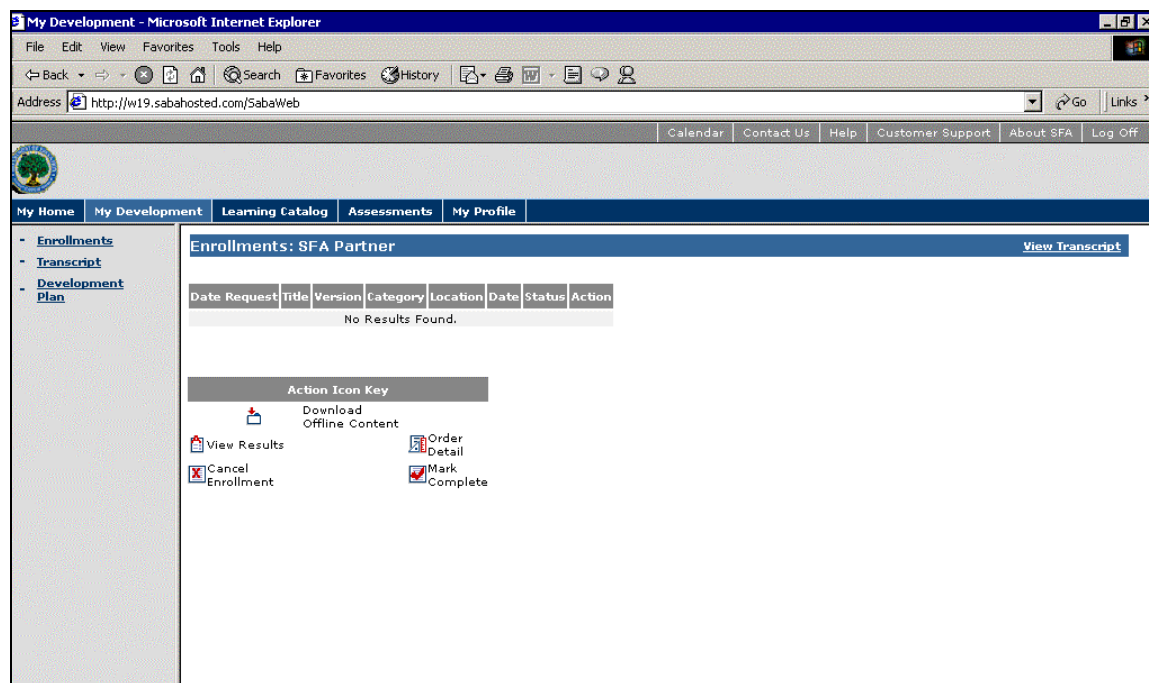 My Development - Microsoft Internet Explorer
File Edit View Favorites Tools Help
Back Search Favorites History
Address http://w19.sabahosted.com/SabaWeb Go Links »
Calendar Contact Us Help Customer Support About SFA Log Off
My Home My Development Learning Catalog Assessments My Profile
- Enrollments
- Transcript
- Development
Plan
Enrollments: SFA Partner View Transcript
Date Request Title Version Category Location Date Status Action
No Results Found.
Action Icon Key
Download
Offline Content
View Results
Order
Detail
Cancel
Enrollment
Mark
Complete